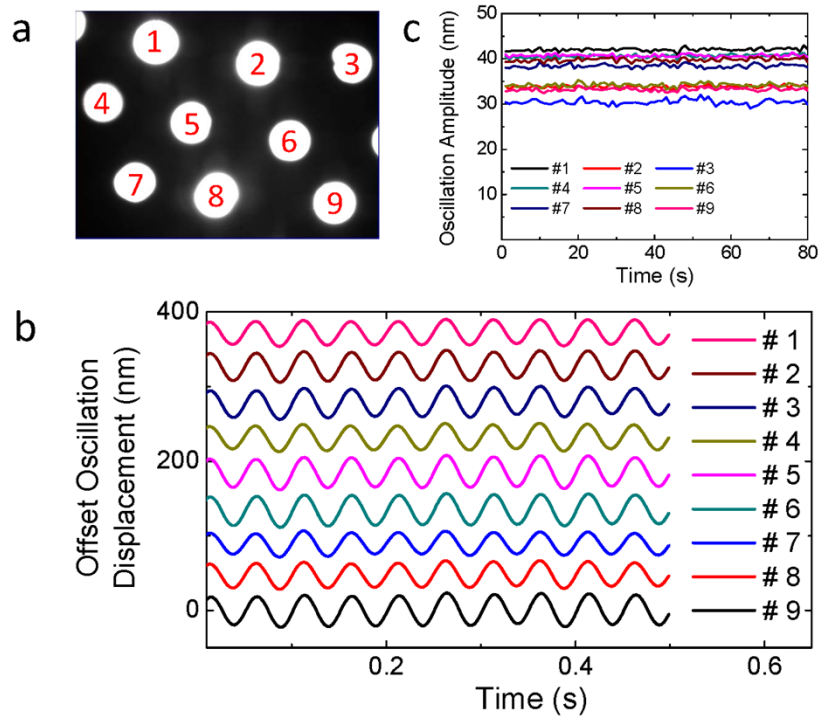 a
1
2
3
4
5
6
7
8
9
c
Oscillation Amplitude (nm)
50
40
30
20
10
#1 #2 #3
#4 #5 #6
#7 #8 #9
0 20 40 60 80
Time (s)
b
Offset Oscillation
Displacement (nm)
400
200
0
# 1
# 2
# 3
# 4
# 5
# 6
# 7
# 8
# 9
0.2 0.4 0.6
Time (s)